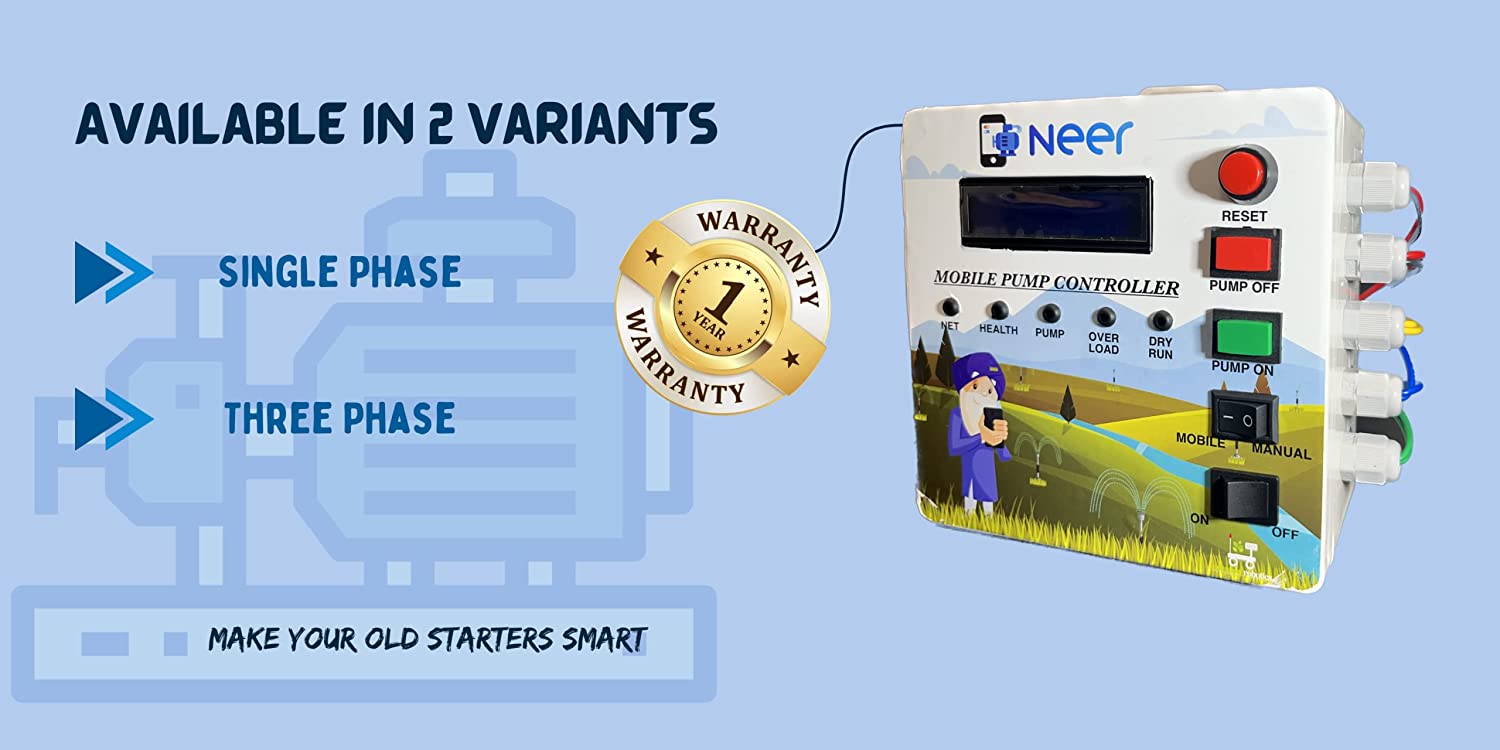 AVAILABLE IN 2 VARIANTS
SINGLE PHASE
THREE PHASE
MAKE YOUR OLD STARTERS SMART
WARRANTY
1
YEAR
WARRANTY
Neer
RESET
PUMP OFF
MOBILE PUMP CONTROLLER
NET
HEALTH
PUMP
OVER
LOAD
DRY
RUN
PUMP ON
MOBILE
MANUAL
ON
OFF